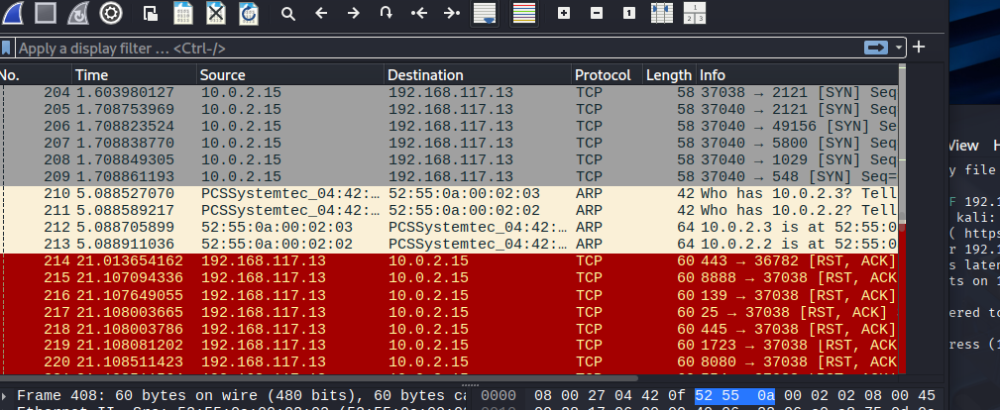 Apply a display filter … <Ctrl-/>
No. Time Source Destination Protocol Length Info
204 1.603980127 10.0.2.15 192.168.117.13 TCP 58 37038 → 2121 [SYN] Seq
205 1.708753969 10.0.2.15 192.168.117.13 TCP 58 37040 → 2121 [SYN] Seq
206 1.708823524 10.0.2.15 192.168.117.13 TCP 58 37040 → 49156 [SYN] Se
207 1.708838770 10.0.2.15 192.168.117.13 TCP 58 37040 → 5800 [SYN] Seq
208 1.708849305 10.0.2.15 192.168.117.13 TCP 58 37040 → 1029 [SYN] Seq
209 1.708861193 10.0.2.15 192.168.117.13 TCP 58 37040 → 548 [SYN] Seq=
210 5.088527070 PCSSystemtec_04:42:… 52:55:0a:00:02:03 ARP 42 Who has 10.0.2.3? Tell
211 5.088589217 PCSSystemtec_04:42:… 52:55:0a:00:02:02 ARP 42 Who has 10.0.2.2? Tell
212 5.088705899 52:55:0a:00:02:03 PCSSystemtec_04:42:… ARP 64 10.0.2.3 is at 52:55:0
213 5.088911036 52:55:0a:00:02:02 PCSSystemtec_04:42:… ARP 64 10.0.2.2 is at 52:55:0
214 21.013654162 192.168.117.13 10.0.2.15 TCP 60 443 → 36782 [RST, ACK]
215 21.107094336 192.168.117.13 10.0.2.15 TCP 60 8888 → 37038 [RST, ACK
216 21.107649055 192.168.117.13 10.0.2.15 TCP 60 139 → 37038 [RST, ACK]
217 21.108003665 192.168.117.13 10.0.2.15 TCP 60 25 → 37038 [RST, ACK]
218 21.108003786 192.168.117.13 10.0.2.15 TCP 60 445 → 37038 [RST, ACK]
219 21.108081202 192.168.117.13 10.0.2.15 TCP 60 1723 → 37038 [RST, ACK
220 21.108511423 192.168.117.13 10.0.2.15 TCP 60 8080 → 37038 [RST, ACK
Frame 408: 60 bytes on wire (480 bits), 60 bytes ca
0000 08 00 27 04 42 0f 52 55 0a 00 02 02 08 00 45
View H
y file
F 192.1
kali:
( https
r 192.1
s laten
ts on 1
ered to
ress (1